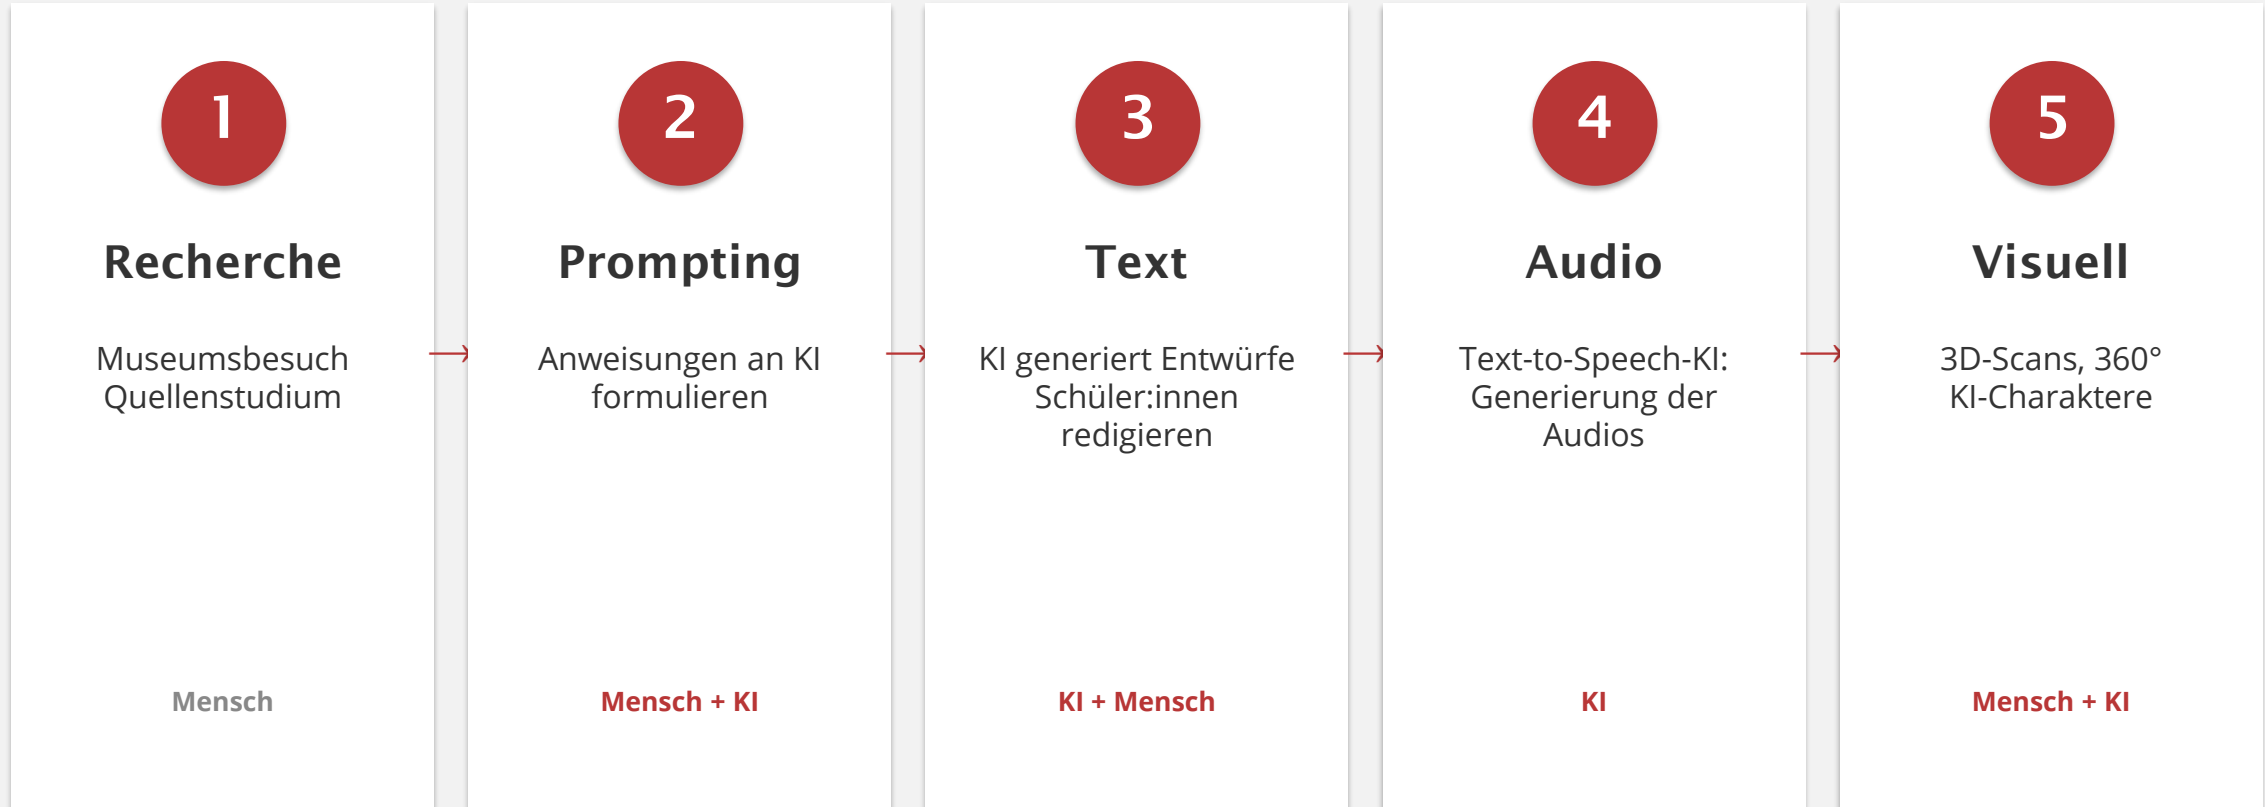 1
Recherche
Museumsbesuch
Quellenstudium
Mensch
2
Prompting
Anweisungen an KI
formulieren
Mensch + KI
3
Text
KI generiert Entwürfe
Schüler:innen
redigieren
KI + Mensch
4
Audio
Text-to-Speech-KI:
Generierung der
Audios
KI
5
Visuell
3D-Scans, 360°
KI-Charaktere
Mensch + KI